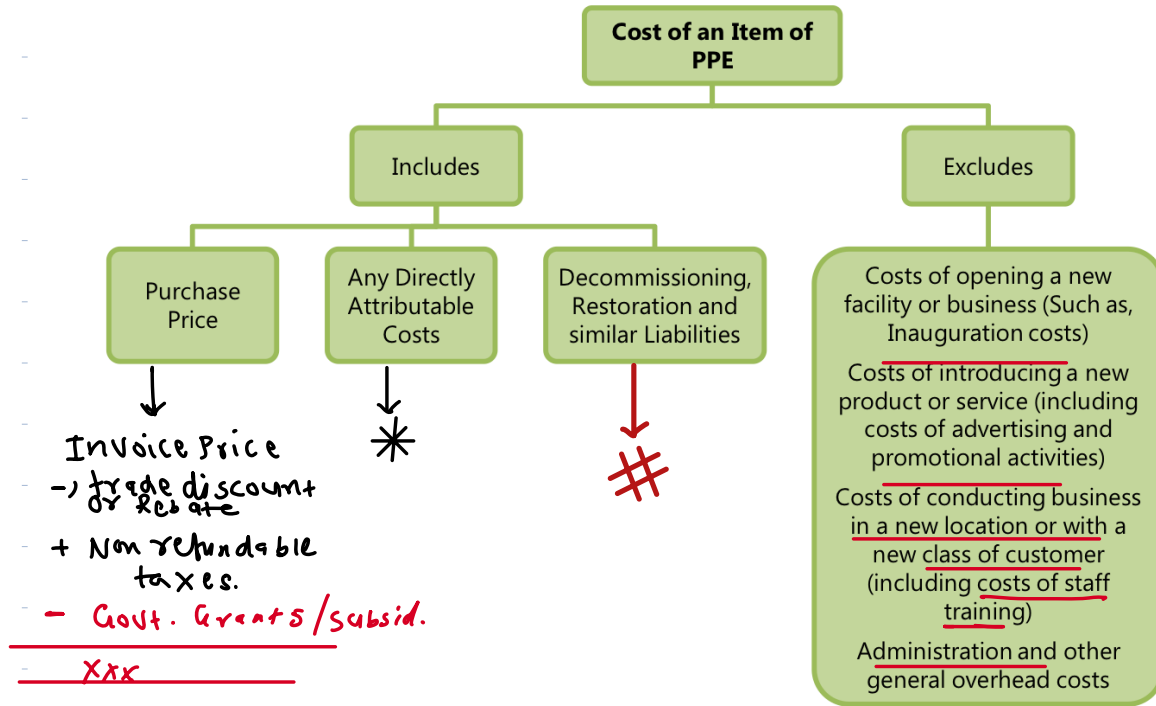 Cost of an Item of
PPE
Includes
Excludes
Purchase
Price
Any Directly
Attributable
Costs
Decommissioning,
Restoration and
similar Liabilities
Invoice Price
-, trade discount
or Rebate
+ Non refundable
taxes.
- Govt. Grants/subsid.
xxx
*
#
Costs of opening a new
facility or business (Such as,
Inauguration costs)
Costs of introducing a new
product or service (including
costs of advertising and
promotional activities)
Costs of conducting business
in a new location or with a
new class of customer
(including costs of staff
training)
Administration and other
general overhead costs